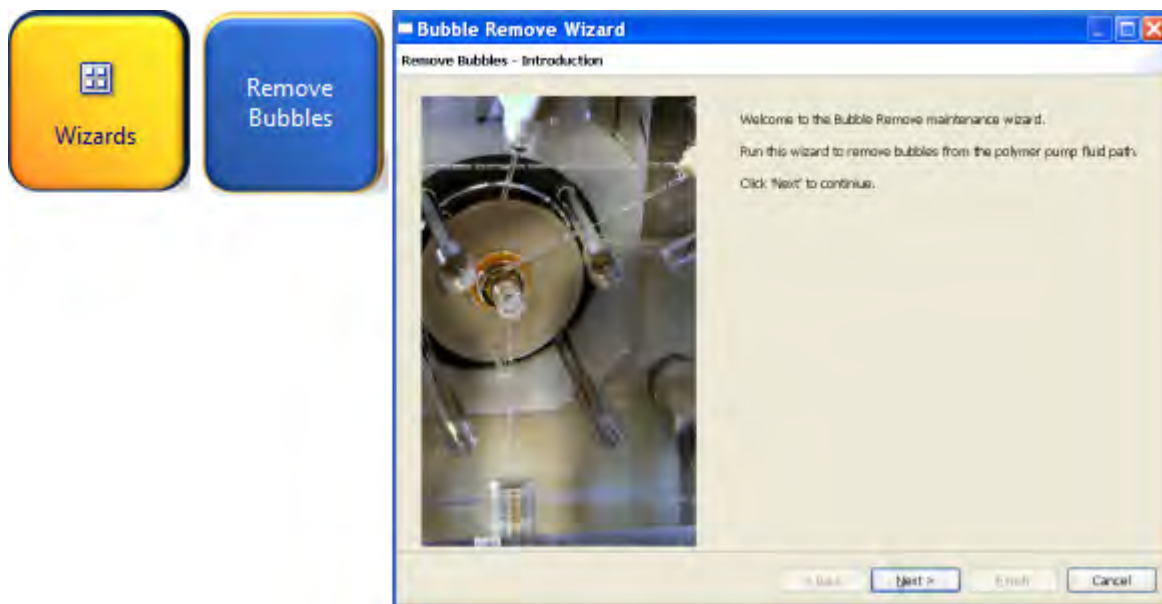 Wizards
Remove
Bubbles
Bubble Remove Wizard
Remove Bubbles - Introduction
Welcome to the Bubble Remove maintenance wizard.
Run this wizard to remove bubbles from the polymer pump fluid path.
Click 'Next' to continue.
< Back
Next >
Finish
Cancel